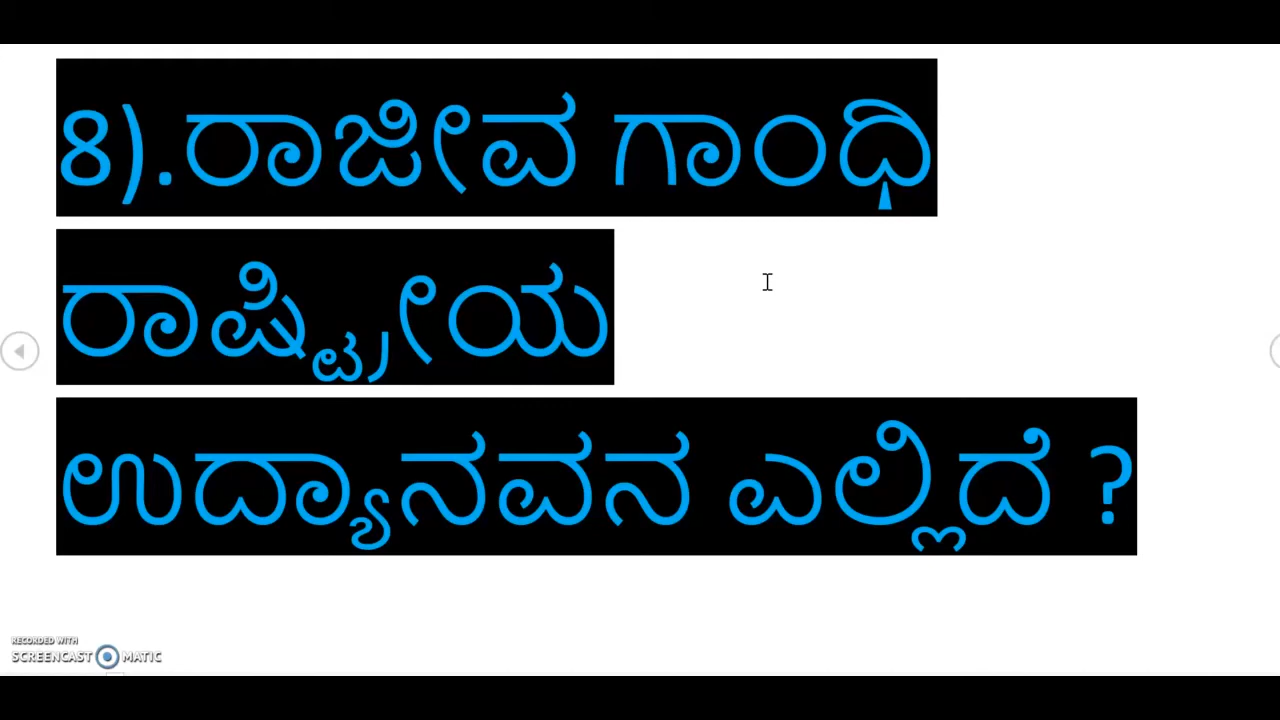 8).ರಾಜೀವ ಗಾಂಧಿ
ರಾಷ್ಟ್ರೀಯ
ಉದ್ಯಾನವನ ಎಲ್ಲಿದೆ ?
RECORDED WITH
SCREENCAST MATIC